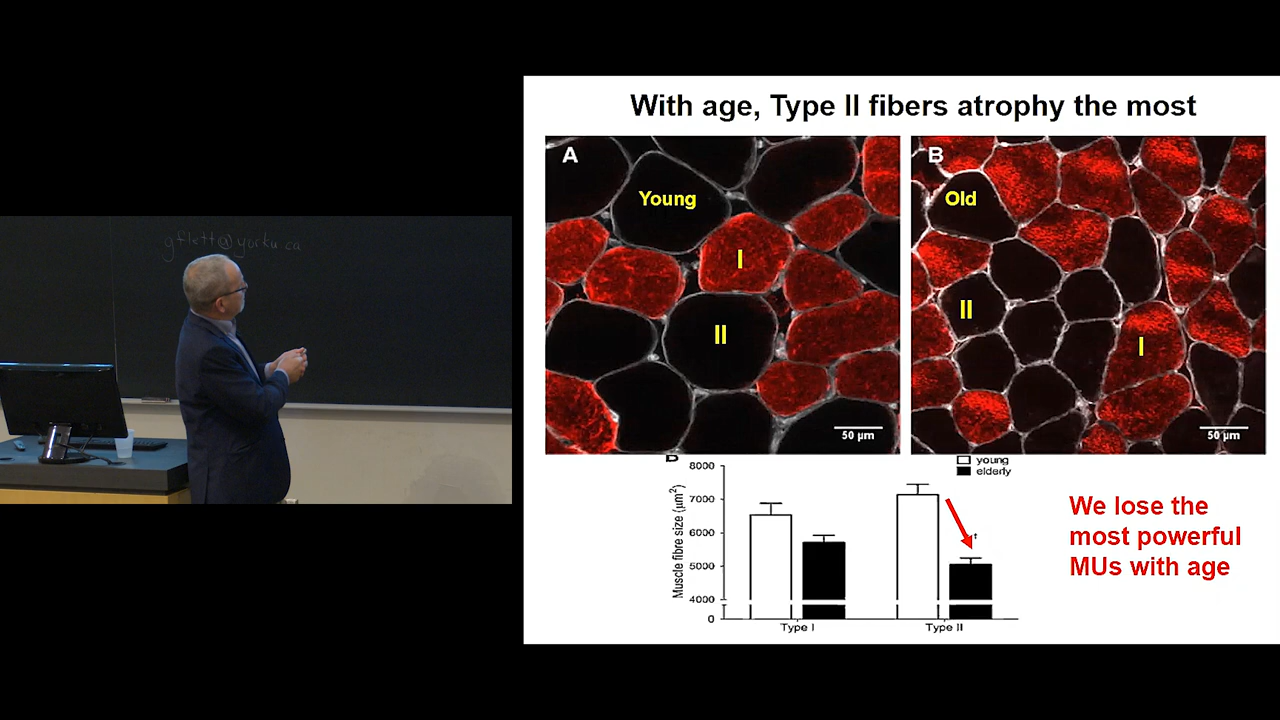 With age, Type II fibers atrophy the most
A
B
Young
Old
I
II
II
I
50 µm
50 µm
young
elderly
8000
7000
6000
5000
4000
0
Muscle fibre size (µm²)
Type I
Type II
We lose the
most powerful
MUs with age
@yorku.ca